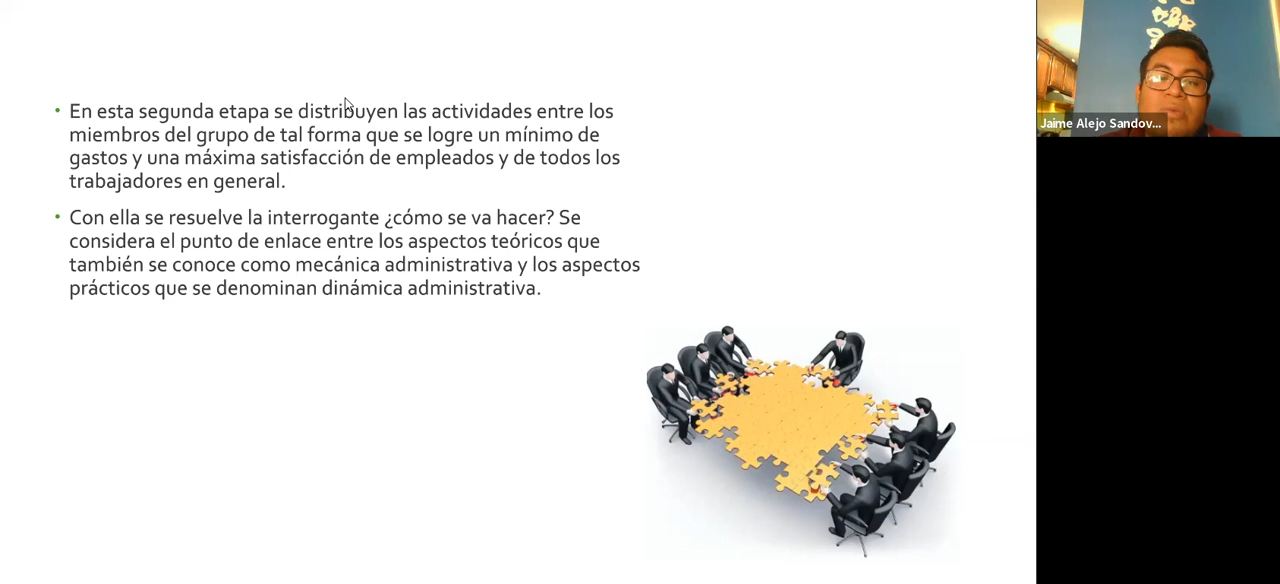 • En esta segunda etapa se distribuyen las actividades entre los
miembros del grupo de tal forma que se logre un mínimo de
gastos y una máxima satisfacción de empleados y de todos los
trabajadores en general.
• Con ella se resuelve la interrogante ¿cómo se va hacer? Se
considera el punto de enlace entre los aspectos teóricos que
también se conoce como mecánica administrativa y los aspectos
prácticos que se denominan dinámica administrativa.
Jaime Alejo Sandov...